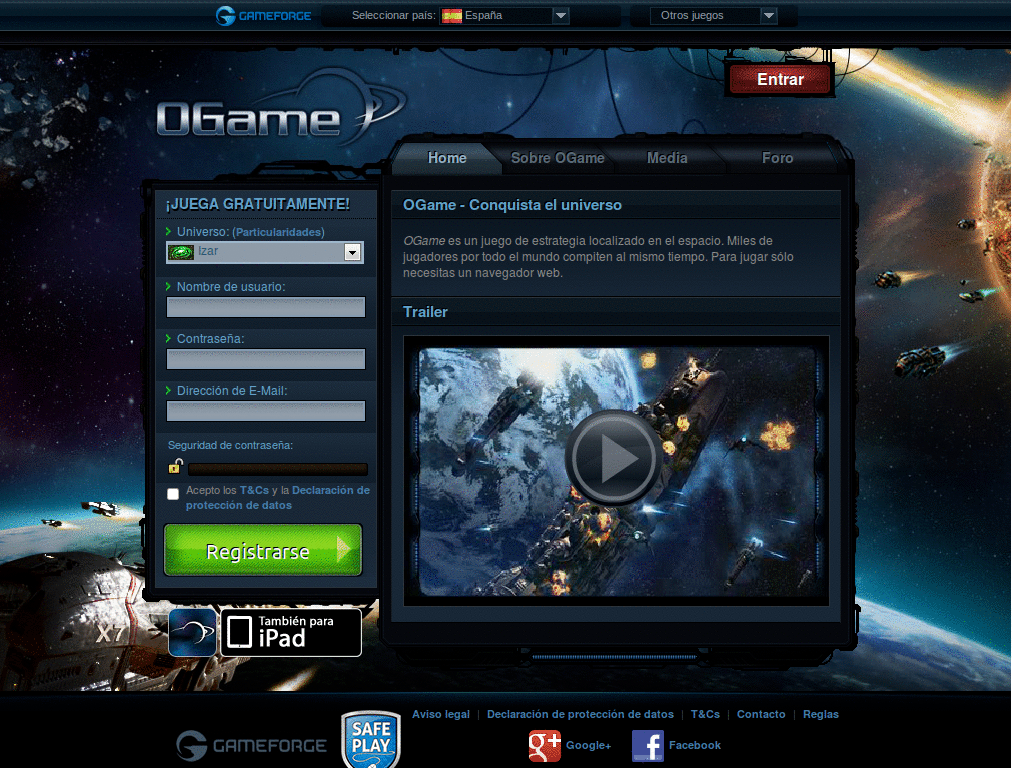 GAMEFORGE
Seleccionar país: España
Otros juegos
Entrar
OGame
Home
Sobre OGame
Media
Foro
¡JUEGA GRATUITAMENTE!
Universo: (Particularidades)
Izar
Nombre de usuario:
Contraseña:
Dirección de E-Mail:
Seguridad de contraseña:
Acepto los T&Cs y la Declaración de
protección de datos
Registrarse
OGame - Conquista el universo
OGame es un juego de estrategia localizado en el espacio. Miles de
jugadores por todo el mundo compiten al mismo tiempo. Para jugar sólo
necesitas un navegador web.
Trailer
X7
También para
iPad
Aviso legal | Declaración de protección de datos | T&Cs | Contacto | Reglas
GAMEFORGE
SAFE
PLAY
g+ Google+
f Facebook